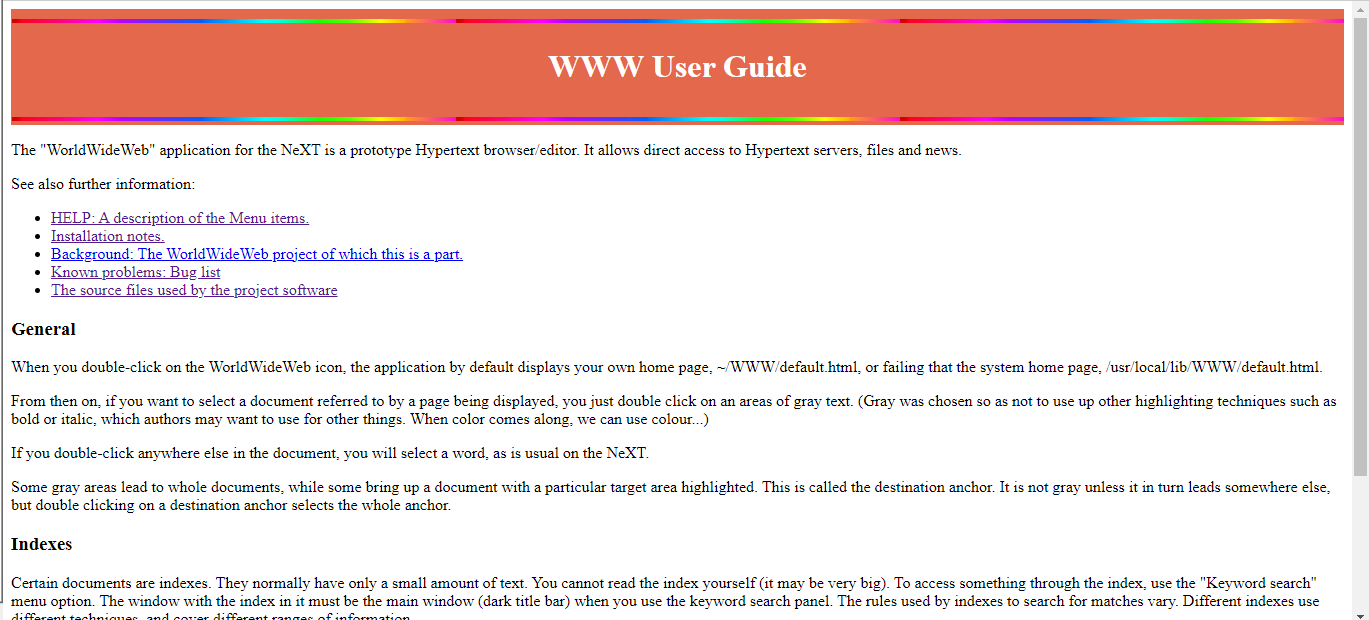 WWW User Guide
The "WorldWideWeb" application for the NeXT is a prototype Hypertext browser/editor. It allows direct access to Hypertext servers, files and news.
See also further information:
HELP: A description of the Menu items.
Installation notes.
Background: The WorldWideWeb project of which this is a part.
Known problems: Bug list
The source files used by the project software
General
When you double-click on the WorldWideWeb icon, the application by default displays your own home page, ~/WWW/default.html, or failing that the system home page, /usr/local/lib/WWW/default.html.
From then on, if you want to select a document referred to by a page being displayed, you just double click on an areas of gray text. (Gray was chosen so as not to use up other highlighting techniques such as
bold or italic, which authors may want to use for other things. When color comes along, we can use colour...)
If you double-click anywhere else in the document, you will select a word, as is usual on the NeXT.
Some gray areas lead to whole documents, while some bring up a document with a particular target area highlighted. This is called the destination anchor. It is not gray unless it in turn leads somewhere else,
but double clicking on a destination anchor selects the whole anchor.
Indexes
Certain documents are indexes. They normally have only a small amount of text. You cannot read the index yourself (it may be very big). To access something through the index, use the "Keyword search"
menu option. The window with the index in it must be the main window (dark title bar) when you use the keyword search panel. The rules used by indexes to search for matches vary. Different indexes use
different techniques, and cover different ranges of information.